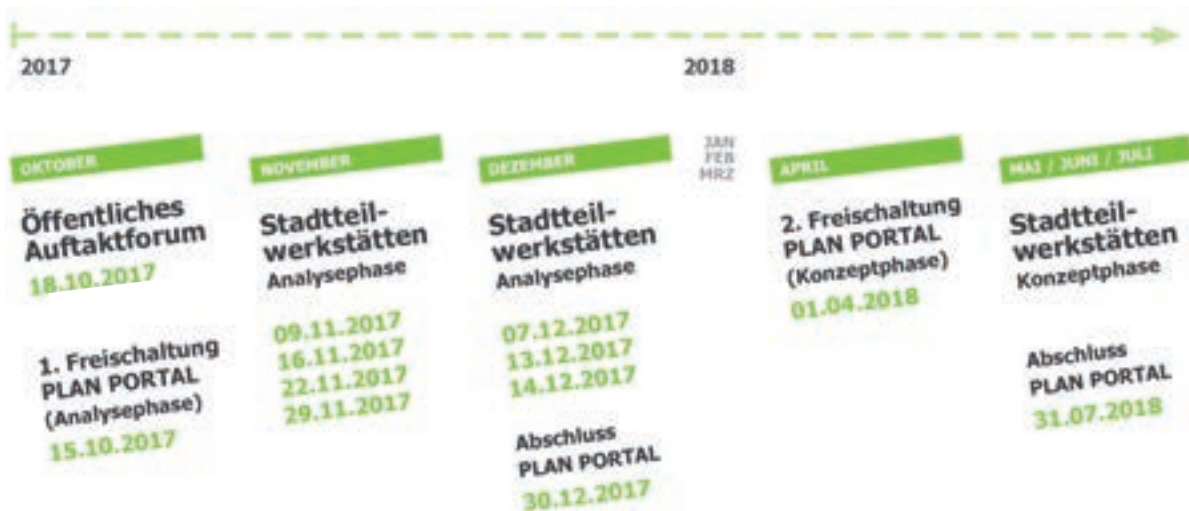 2017
2018
OKTOBER
Öffentliches
Auftaktforum
18.10.2017
1. Freischaltung
PLAN PORTAL
(Analysephase)
15.10.2017
NOVEMBER
Stadtteil-
werkstätten
Analysephase
09.11.2017
16.11.2017
22.11.2017
29.11.2017
DEZEMBER
Stadtteil-
werkstätten
Analysephase
07.12.2017
13.12.2017
14.12.2017
Abschluss
PLAN PORTAL
30.12.2017
JAN
FEB
MRZ
APRIL
2. Freischaltung
PLAN PORTAL
(Konzeptphase)
01.04.2018
MAI / JUNI / JULI
Stadtteil-
werkstätten
Konzeptphase
Abschluss
PLAN PORTAL
31.07.2018